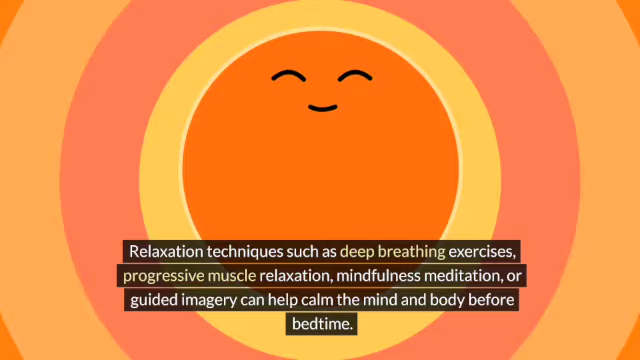 Relaxation techniques such as deep breathing exercises,
progressive muscle relaxation, mindfulness meditation, or
guided imagery can help calm the mind and body before
bedtime.